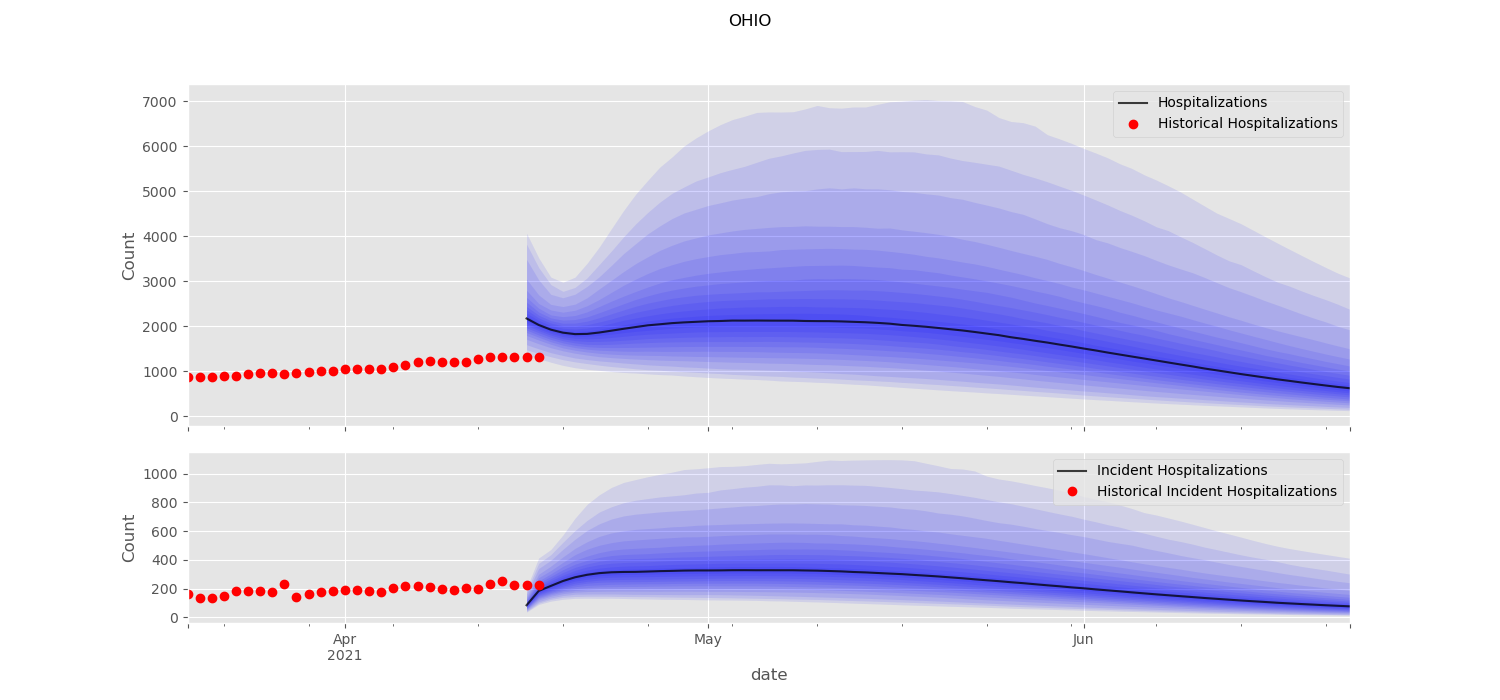 OHIO
7000
6000
5000
4000
3000
2000
1000
0
Count
Hospitalizations
Historical Hospitalizations
1000
800
600
400
200
0
Count
Incident Hospitalizations
Historical Incident Hospitalizations
Apr
2021
May
Jun
date